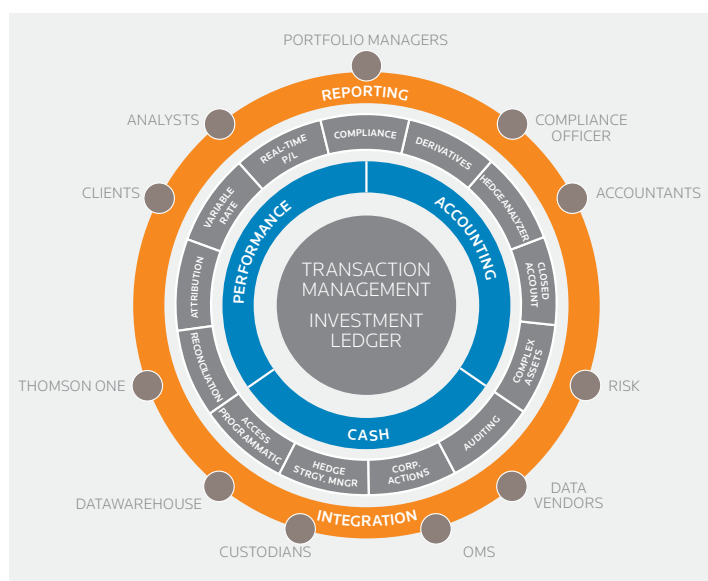 PORTFOLIO MANAGERS
REPORTING
ANALYSTS
COMPLIANCE
OFFICER
CLIENTS
ACCOUNTANTS
REAL-TIME
P/L
COMPLIANCE
DERIVATIVES
HEDGE ANALYZER
CLOSED
ACCOUNT
COMPLEX
ASSETS
AUDITING
CORP.
ACTIONS
HEDGE
STRGY. MNGR
ACCESS
PROGRAMMATIC
RECONCILIATION
ATTRIBUTION
VARIABLE
RATE
PERFORMANCE
ACCOUNTING
CASH
TRANSACTION
MANAGEMENT
INVESTMENT
LEDGER
THOMSON ONE
RISK
DATAWAREHOUSE
DATA
VENDORS
INTEGRATION
CUSTODIANS
OMS